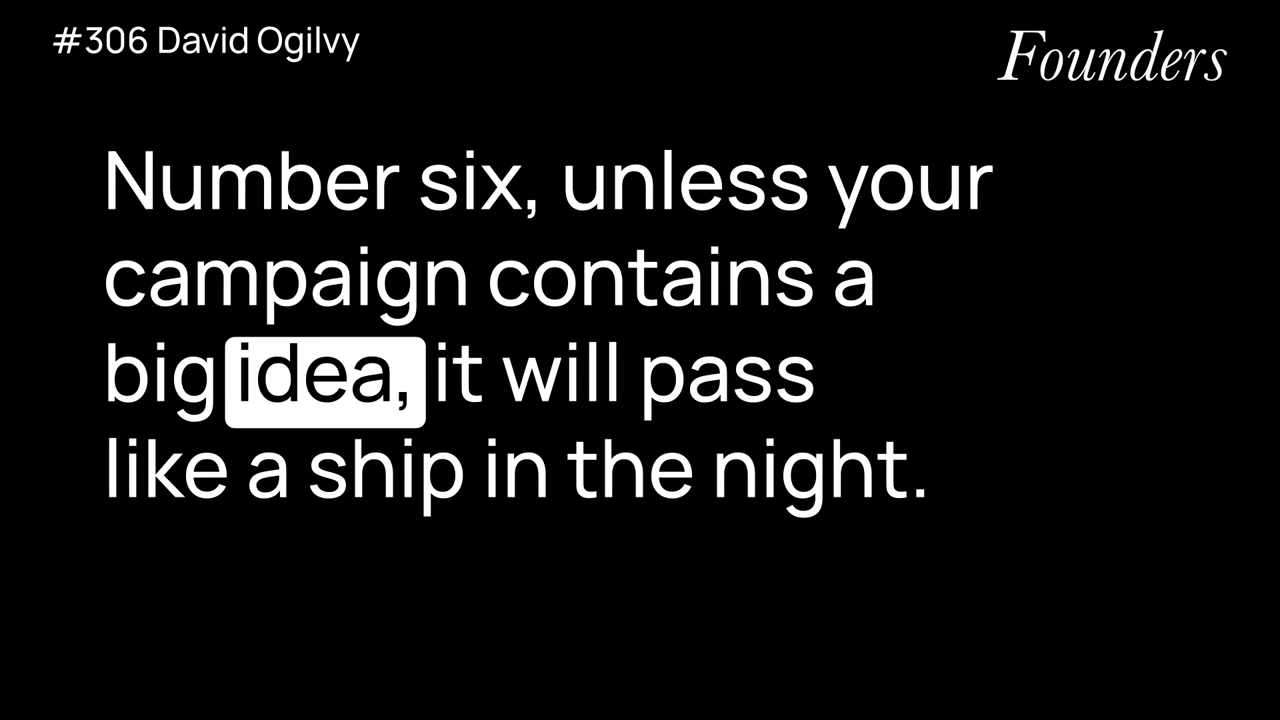 #306 David Ogilvy
Founders
Number six, unless your
campaign contains a
big idea, it will pass
like a ship in the night.